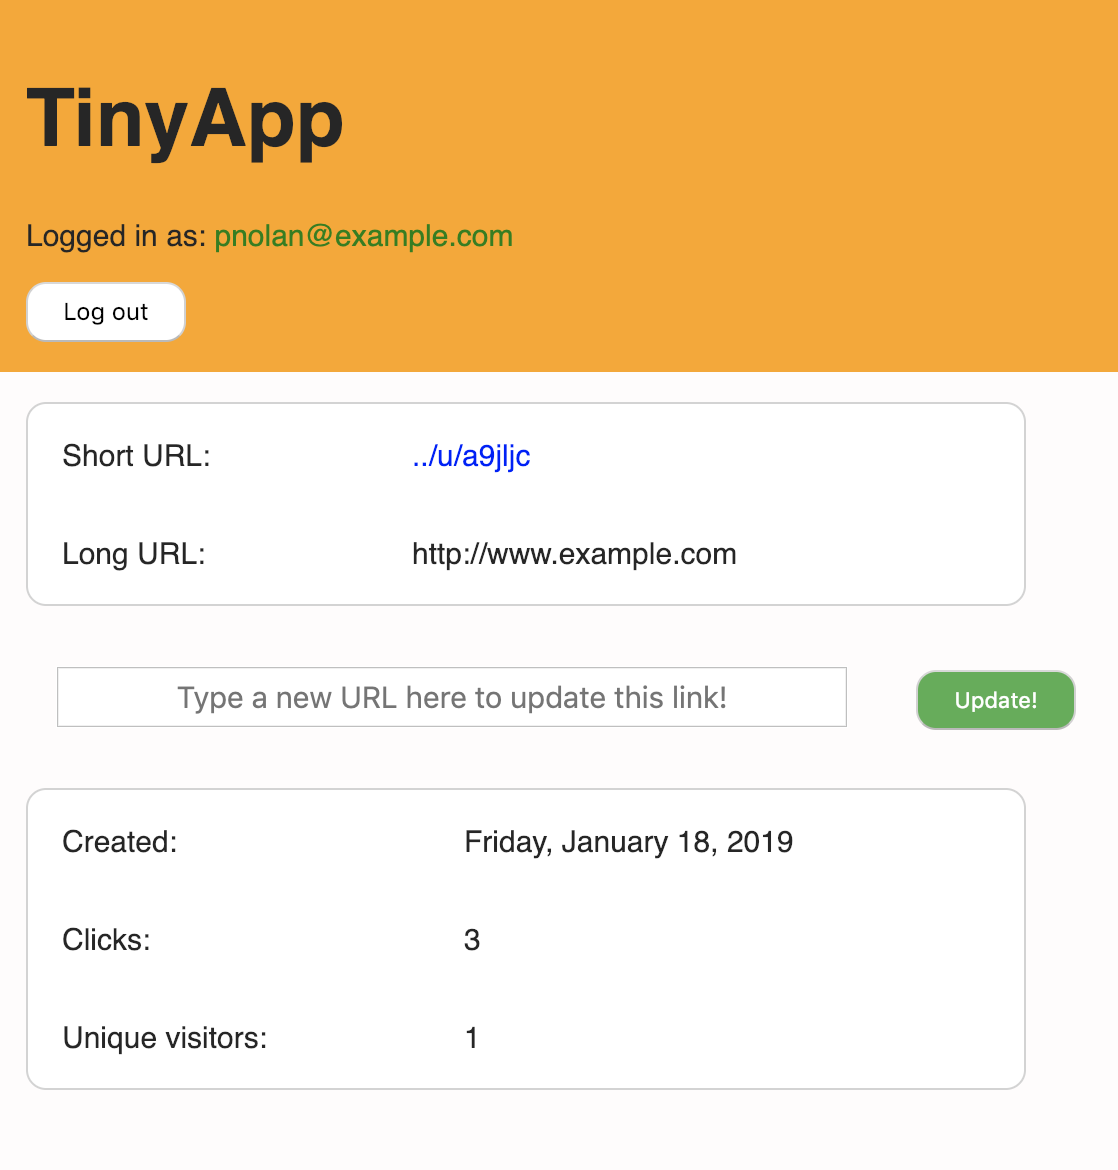 TinyApp
Logged in as: pnolan@example.com
Log out
Short URL: ../u/a9jljc
Long URL: http://www.example.com
Type a new URL here to update this link! Update!
Created: Friday, January 18, 2019
Clicks: 3
Unique visitors: 1